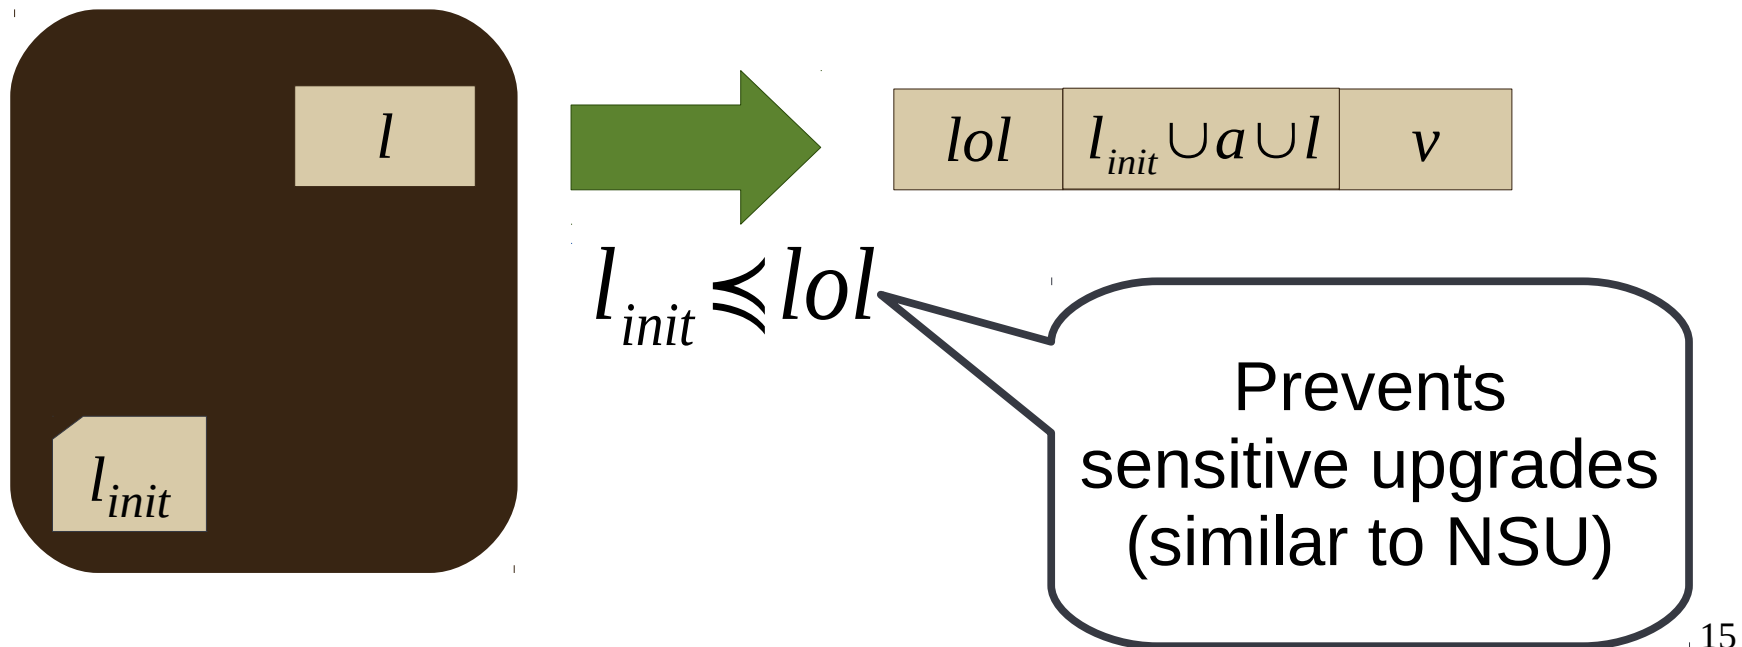 l
lol l_init ∪ a ∪ l v
l_init ≼ lol
l_init
Prevents
sensitive upgrades
(similar to NSU)
15